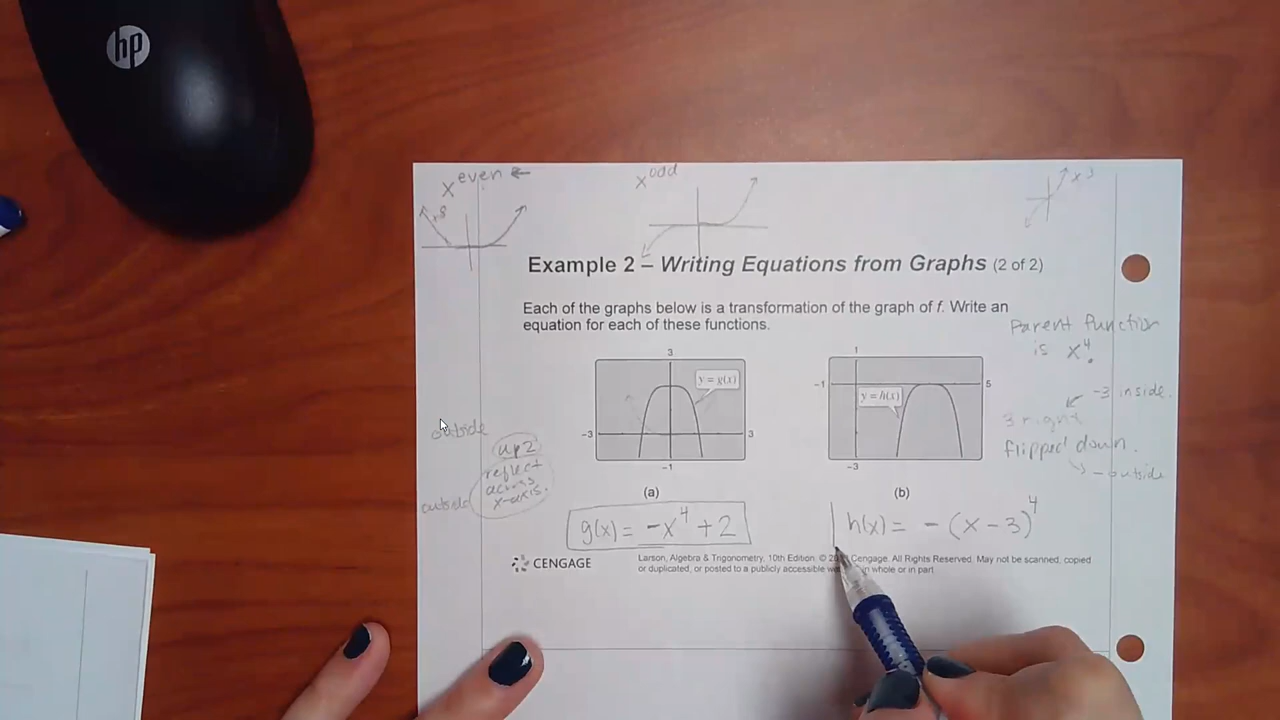 hp
x^even ←
x^8
x^odd
Example 2 – Writing Equations from Graphs (2 of 2)
Each of the graphs below is a transformation of the graph of f. Write an
equation for each of these functions.
Parent function
is x^4.
3
y = g(x)
-3
3
-1
1
-1
5
y = h(x)
-3
-3 inside.
3 right
flipped down.
- outside
outside
up 2
reflect
across
x-axis.
outside
(a)
(b)
g(x) = -x^4 + 2
h(x) = -(x-3)^4
CENGAGE
Larson, Algebra & Trigonometry, 10th Edition. © Cengage. All Rights Reserved. May not be scanned, copied
or duplicated, or posted to a publicly accessible in whole or in part